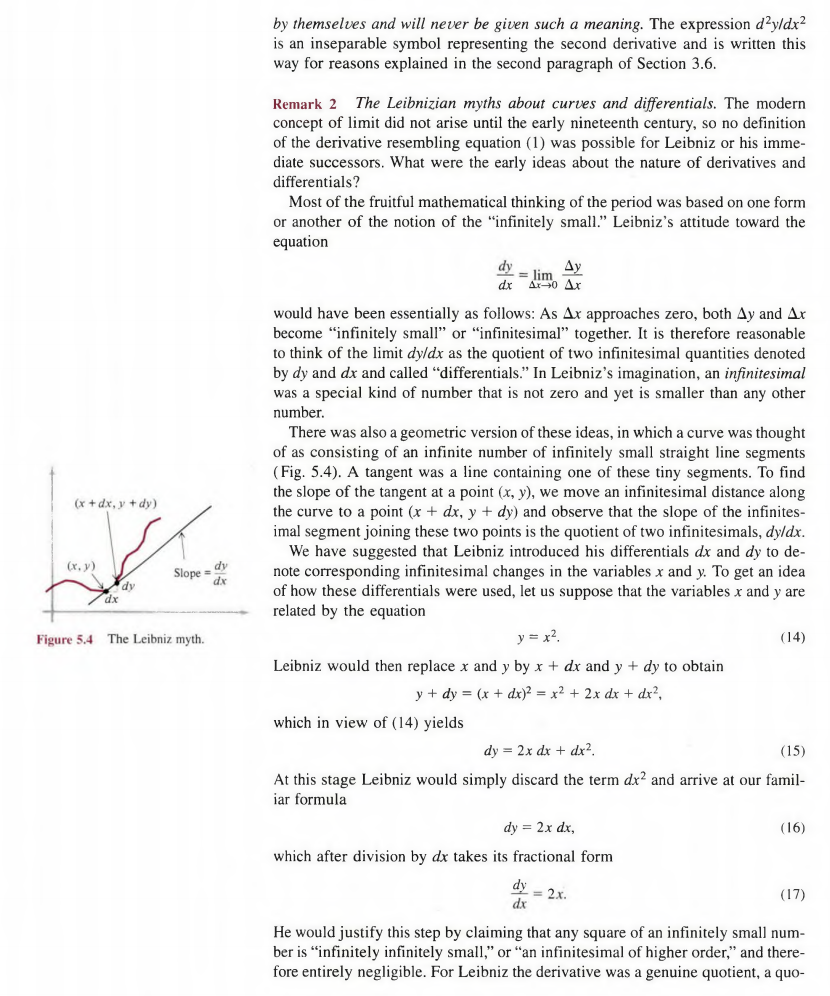 by themselves and will never be given such a meaning. The expression d²y/dx²
is an inseparable symbol representing the second derivative and is written this
way for reasons explained in the second paragraph of Section 3.6.
Remark 2 The Leibnizian myths about curves and differentials. The modern
concept of limit did not arise until the early nineteenth century, so no definition
of the derivative resembling equation (1) was possible for Leibniz or his imme-
diate successors. What were the early ideas about the nature of derivatives and
differentials?
Most of the fruitful mathematical thinking of the period was based on one form
or another of the notion of the “infinitely small.” Leibniz’s attitude toward the
equation
dy/dx = lim Δx→0 Δy/Δx
would have been essentially as follows: As Δx approaches zero, both Δy and Δx
become “infinitely small” or “infinitesimal” together. It is therefore reasonable
to think of the limit dy/dx as the quotient of two infinitesimal quantities denoted
by dy and dx and called “differentials.” In Leibniz’s imagination, an infinitesimal
was a special kind of number that is not zero and yet is smaller than any other
number.
There was also a geometric version of these ideas, in which a curve was thought
of as consisting of an infinite number of infinitely small straight line segments
(Fig. 5.4). A tangent was a line containing one of these tiny segments. To find
the slope of the tangent at a point (x, y), we move an infinitesimal distance along
the curve to a point (x + dx, y + dy) and observe that the slope of the infinites-
imal segment joining these two points is the quotient of two infinitesimals, dy/dx.
We have suggested that Leibniz introduced his differentials dx and dy to de-
note corresponding infinitesimal changes in the variables x and y. To get an idea
of how these differentials were used, let us suppose that the variables x and y are
related by the equation
y = x². (14)
Leibniz would then replace x and y by x + dx and y + dy to obtain
y + dy = (x + dx)² = x² + 2x dx + dx²,
which in view of (14) yields
dy = 2x dx + dx². (15)
At this stage Leibniz would simply discard the term dx² and arrive at our famil-
iar formula
dy = 2x dx, (16)
which after division by dx takes its fractional form
dy/dx = 2x. (17)
He would justify this step by claiming that any square of an infinitely small num-
ber is “infinitely infinitely small,” or “an infinitesimal of higher order,” and there-
fore entirely negligible. For Leibniz the derivative was a genuine quotient, a quo-
(x + dx, y + dy)
(x, y)
Slope = dy/dx
dy
dx
Figure 5.4 The Leibniz myth.